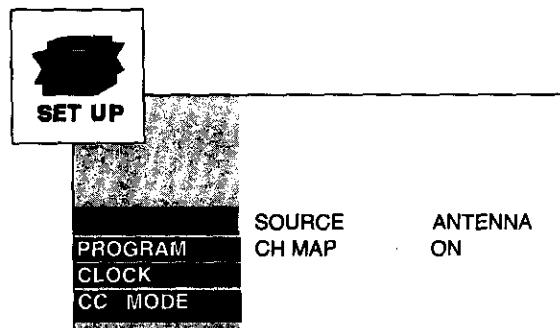 SET UP
SOURCE ANTENNA
PROGRAM CH MAP ON
CLOCK
CC MODE